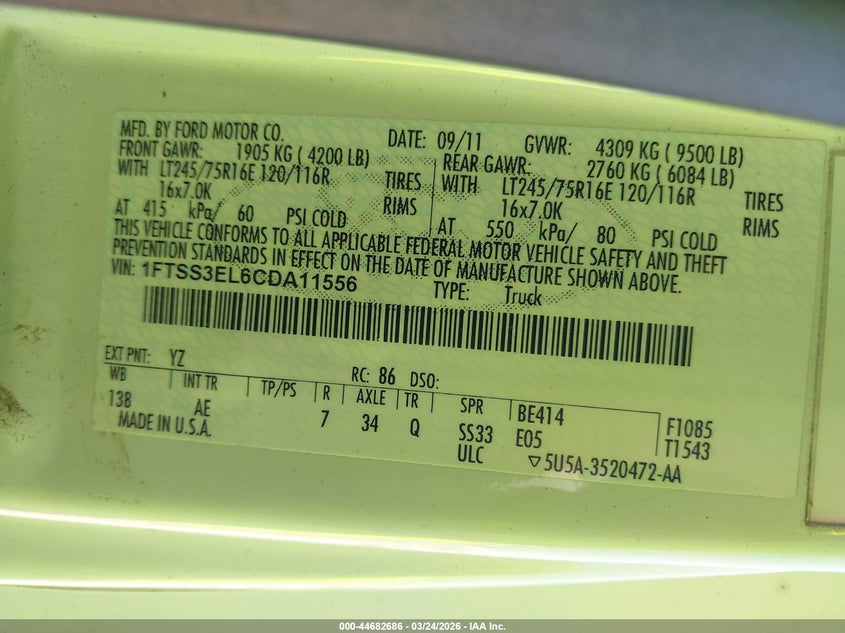 MFD. BY FORD MOTOR CO. DATE: 09/11 GVWR: 4309 KG ( 9500 LB)
FRONT GAWR: 1905 KG ( 4200 LB) REAR GAWR: 2760 KG ( 6084 LB)
WITH LT245/75R16E 120/116R TIRES WITH LT245/75R16E 120/116R TIRES
16x7.0K RIMS 16x7.0K RIMS
AT 415 kPa/ 60 PSI COLD AT 550 kPa/ 80 PSI COLD
THIS VEHICLE CONFORMS TO ALL APPLICABLE FEDERAL MOTOR VEHICLE SAFETY AND THEFT
PREVENTION STANDARDS IN EFFECT ON THE DATE OF MANUFACTURE SHOWN ABOVE.
VIN: 1FTSS3EL6CDA11556 TYPE: Truck
EXT PNT: YZ RC: 86 DSO:
WB INT TR TP/PS R AXLE TR SPR BE414 F1085
138 AE 7 34 Q SS33 E05 T1543
MADE IN U.S.A. ULC ▽5U5A-3520472-AA
000-44682686 - 03/24/2026 - IAA Inc.